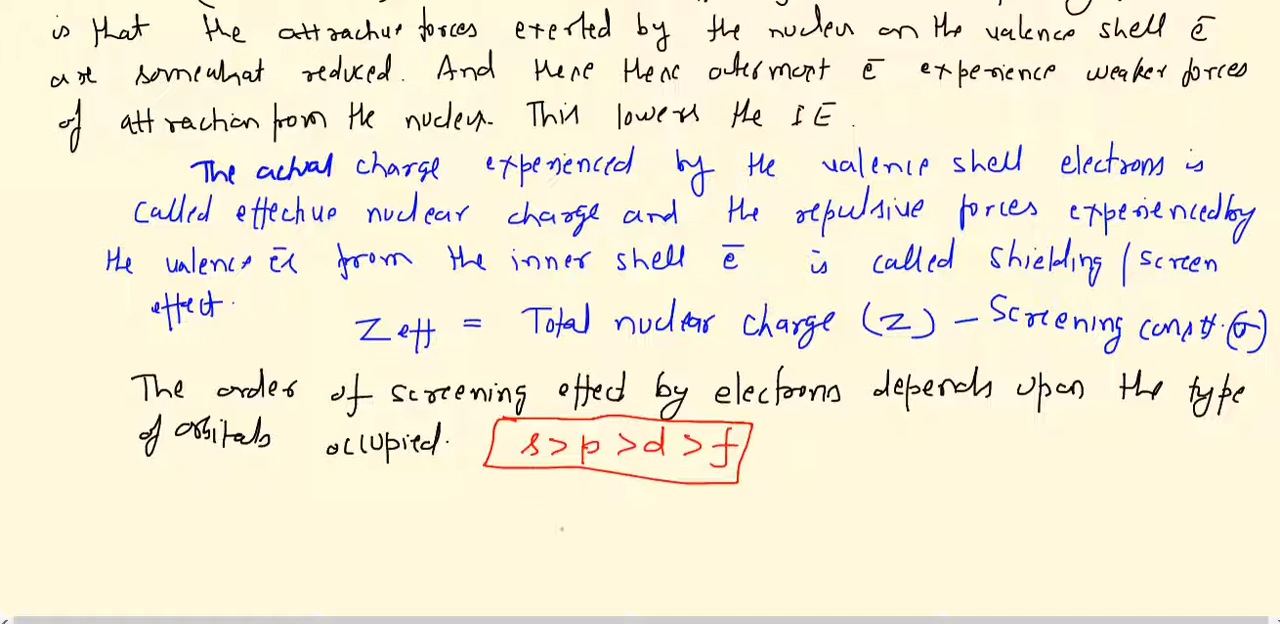 is that the attractive forces exerted by the nucleus on the valence shell ē
are somewhat reduced. And Hence Hence outermost ē experience weaker forces
of attraction from the nucleus. This lowers the IE.
The actual charge experienced by the valence shell electrons is
called effective nuclear charge and the repulsive forces experienced by
the valence ēs from the inner shell ē is called shielding / screen
effect.
Zeff = Total nuclear charge (Z) – Screening constt. (σ)
The order of screening effect by electrons depends upon the type
of orbitals occupied. s > p > d > f